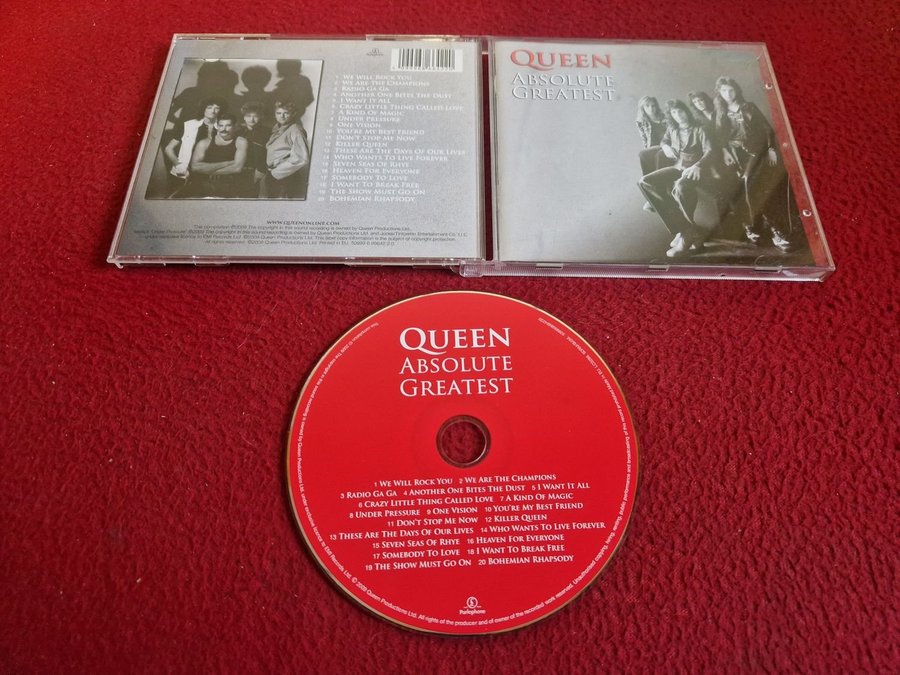 1 We Will Rock You
2 We Are The Champions
3 Radio Ga Ga
4 Another One Bites The Dust
5 I Want It All
6 Crazy Little Thing Called Love
7 A Kind Of Magic
8 Under Pressure
9 One Vision
10 You're My Best Friend
11 Don't Stop Me Now
12 Killer Queen
13 These Are The Days Of Our Lives
14 Who Wants To Live Forever
15 Seven Seas Of Rhye
16 Heaven For Everyone
17 Somebody To Love
18 I Want To Break Free
19 The Show Must Go On
20 Bohemian Rhapsody
www.queenonline.com
Queen
Absolute
Greatest
Queen
Absolute
Greatest
1 We Will Rock You 2 We Are The Champions
3 Radio Ga Ga 4 Another One Bites The Dust 5 I Want It All
6 Crazy Little Thing Called Love 7 A Kind Of Magic
8 Under Pressure 9 One Vision 10 You're My Best Friend
11 Don't Stop Me Now 12 Killer Queen
13 These Are The Days Of Our Lives 14 Who Wants To Live Forever
15 Seven Seas Of Rhye 16 Heaven For Everyone
17 Somebody To Love 18 I Want To Break Free
19 The Show Must Go On 20 Bohemian Rhapsody
Parlophone